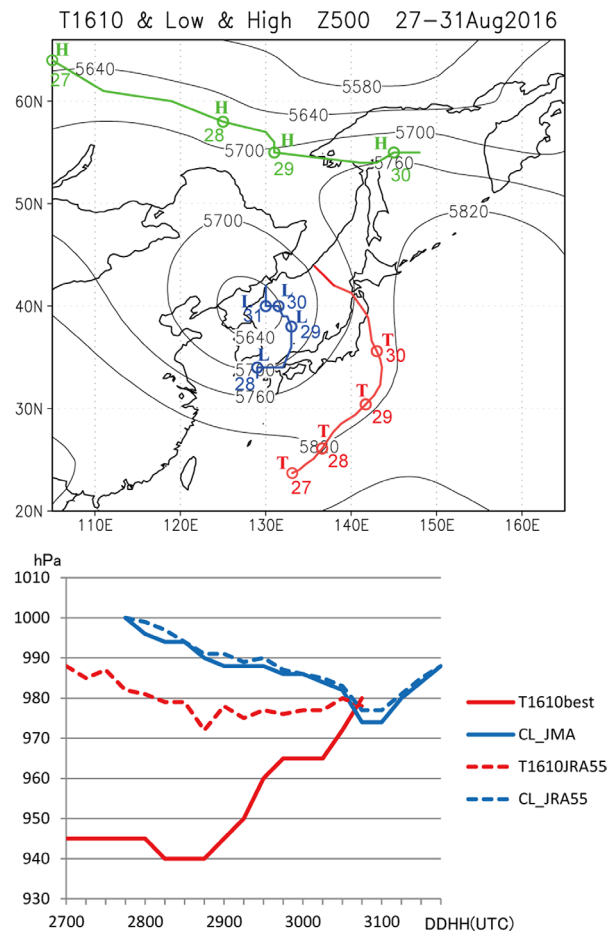 T1610 & Low & High Z500 27-31Aug2016
H
27
5640
5580
60N
H
28
5640
5700
5700
H
29
H
30
5760
50N
5700
5820
L
31
L
30
L
29
40N
5640
T
30
L
28
5700
5760
T
29
30N
5820
T
28
T
27
20N
110E 120E 130E 140E 150E 160E
hPa
1010
1000
990
980
970
960
950
940
930
T1610best
CL_JMA
T1610JRA55
CL_JRA55
2700 2800 2900 3000 3100 DDHH(UTC)